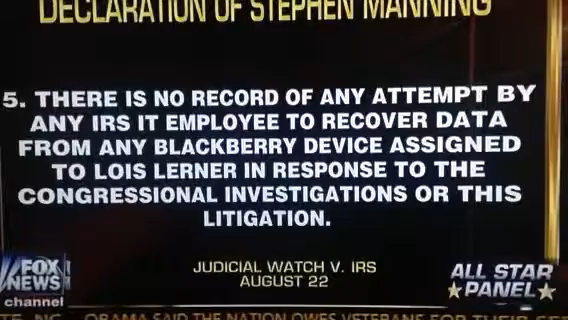 DECLARATION OF STEPHEN MANNING
5. THERE IS NO RECORD OF ANY ATTEMPT BY
ANY IRS IT EMPLOYEE TO RECOVER DATA
FROM ANY BLACKBERRY DEVICE ASSIGNED
TO LOIS LERNER IN RESPONSE TO THE
CONGRESSIONAL INVESTIGATIONS OR THIS
LITIGATION.
JUDICIAL WATCH V. IRS
AUGUST 22
FOX
NEWS
channel
ALL STAR
PANEL
OBAMA SAID THE NATION OWES VETERANS FOR THEIR